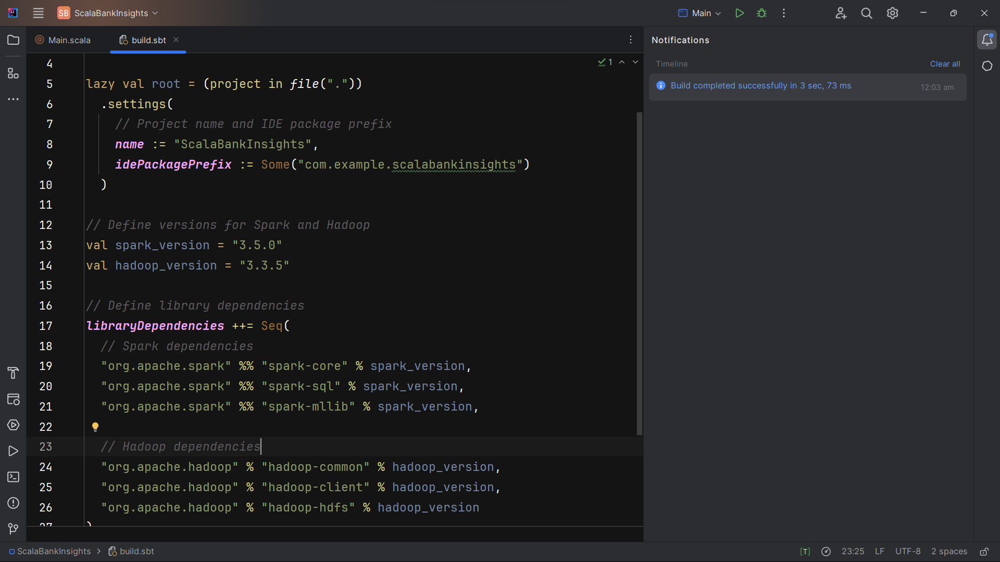 SB ScalaBankInsights
Main
Main.scala
build.sbt
Notifications
Timeline
Clear all
Build completed successfully in 3 sec, 73 ms
12:03 am
1
4
5 lazy val root = (project in file("."))
6 .settings(
7 // Project name and IDE package prefix
8 name := "ScalaBankInsights",
9 idePackagePrefix := Some("com.example.scalabankinsights")
10 )
11
12 // Define versions for Spark and Hadoop
13 val spark_version = "3.5.0"
14 val hadoop_version = "3.3.5"
15
16 // Define library dependencies
17 libraryDependencies ++= Seq(
18 // Spark dependencies
19 "org.apache.spark" %% "spark-core" % spark_version,
20 "org.apache.spark" %% "spark-sql" % spark_version,
21 "org.apache.spark" %% "spark-mllib" % spark_version,
22
23 // Hadoop dependencies
24 "org.apache.hadoop" % "hadoop-common" % hadoop_version,
25 "org.apache.hadoop" % "hadoop-client" % hadoop_version,
26 "org.apache.hadoop" % "hadoop-hdfs" % hadoop_version
27 )
ScalaBankInsights > build.sbt
[T] 23:25 LF UTF-8 2 spaces